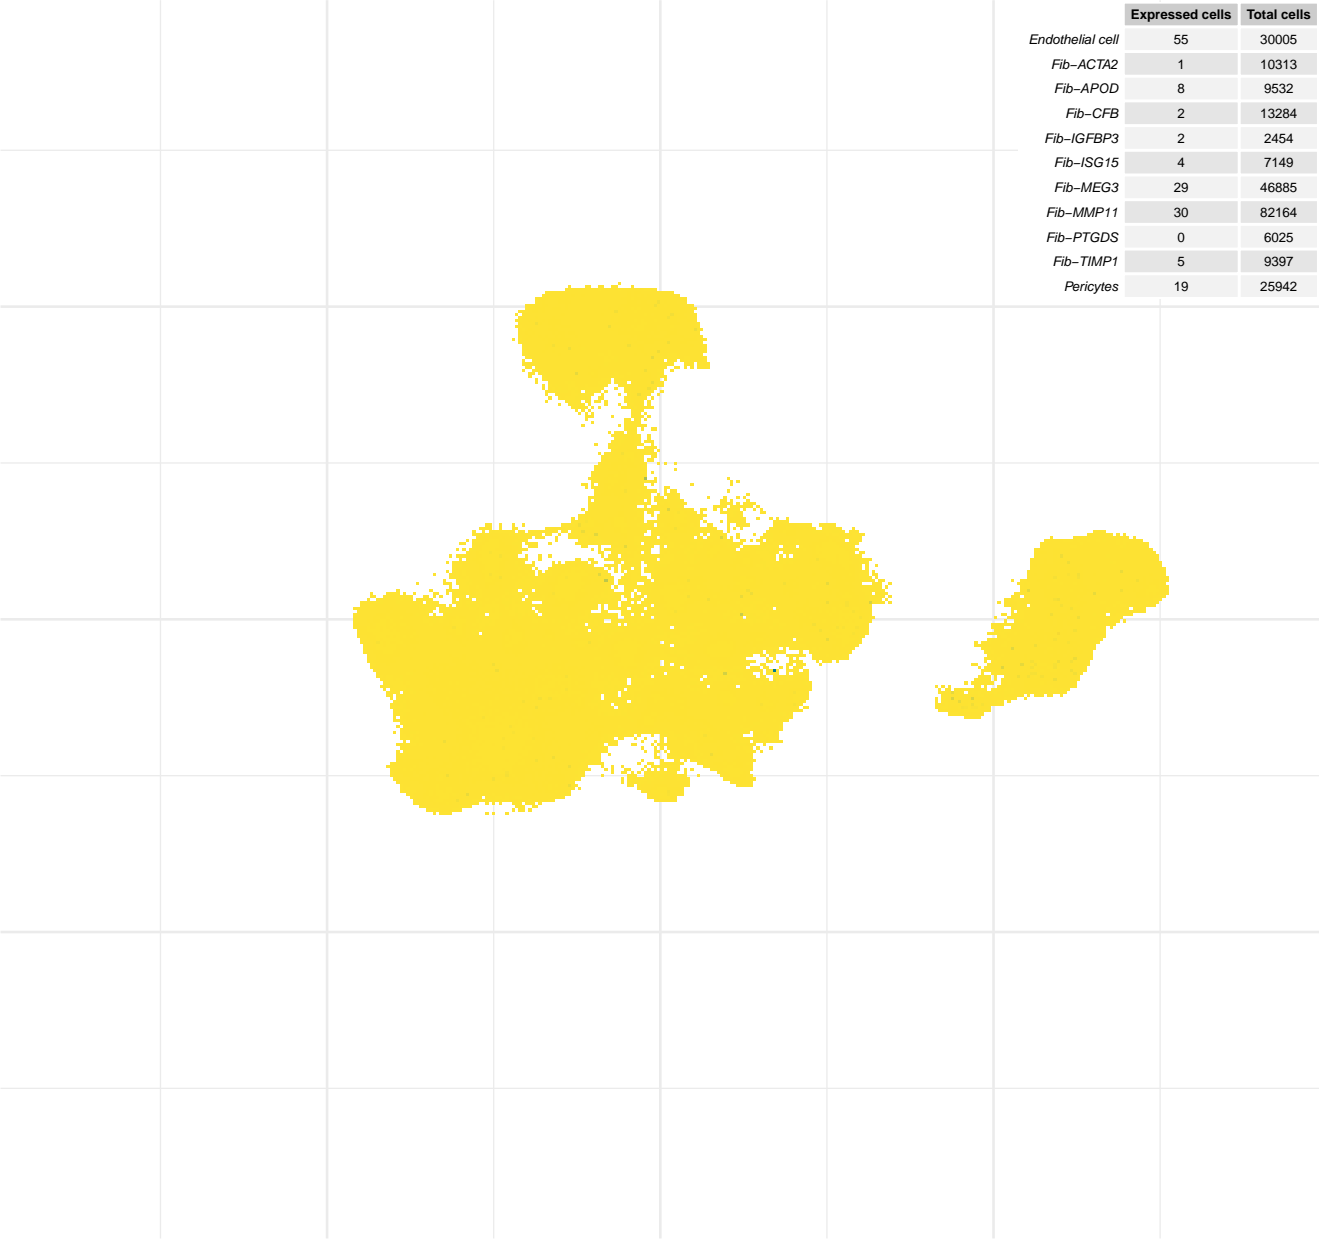 Expressed cells Total cells
Endothelial cell 55 30005
Fib−ACTA2 1 10313
Fib−APOD 8 9532
Fib−CFB 2 13284
Fib−IGFBP3 2 2454
Fib−ISG15 4 7149
Fib−MEG3 29 46885
Fib−MMP11 30 82164
Fib−PTGDS 0 6025
Fib−TIMP1 5 9397
Pericytes 19 25942